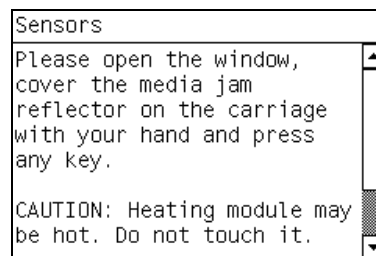 Sensors
Please open the window,
cover the media jam
reflector on the carriage
with your hand and press
any key.
CAUTION: Heating module may
be hot. Do not touch it.